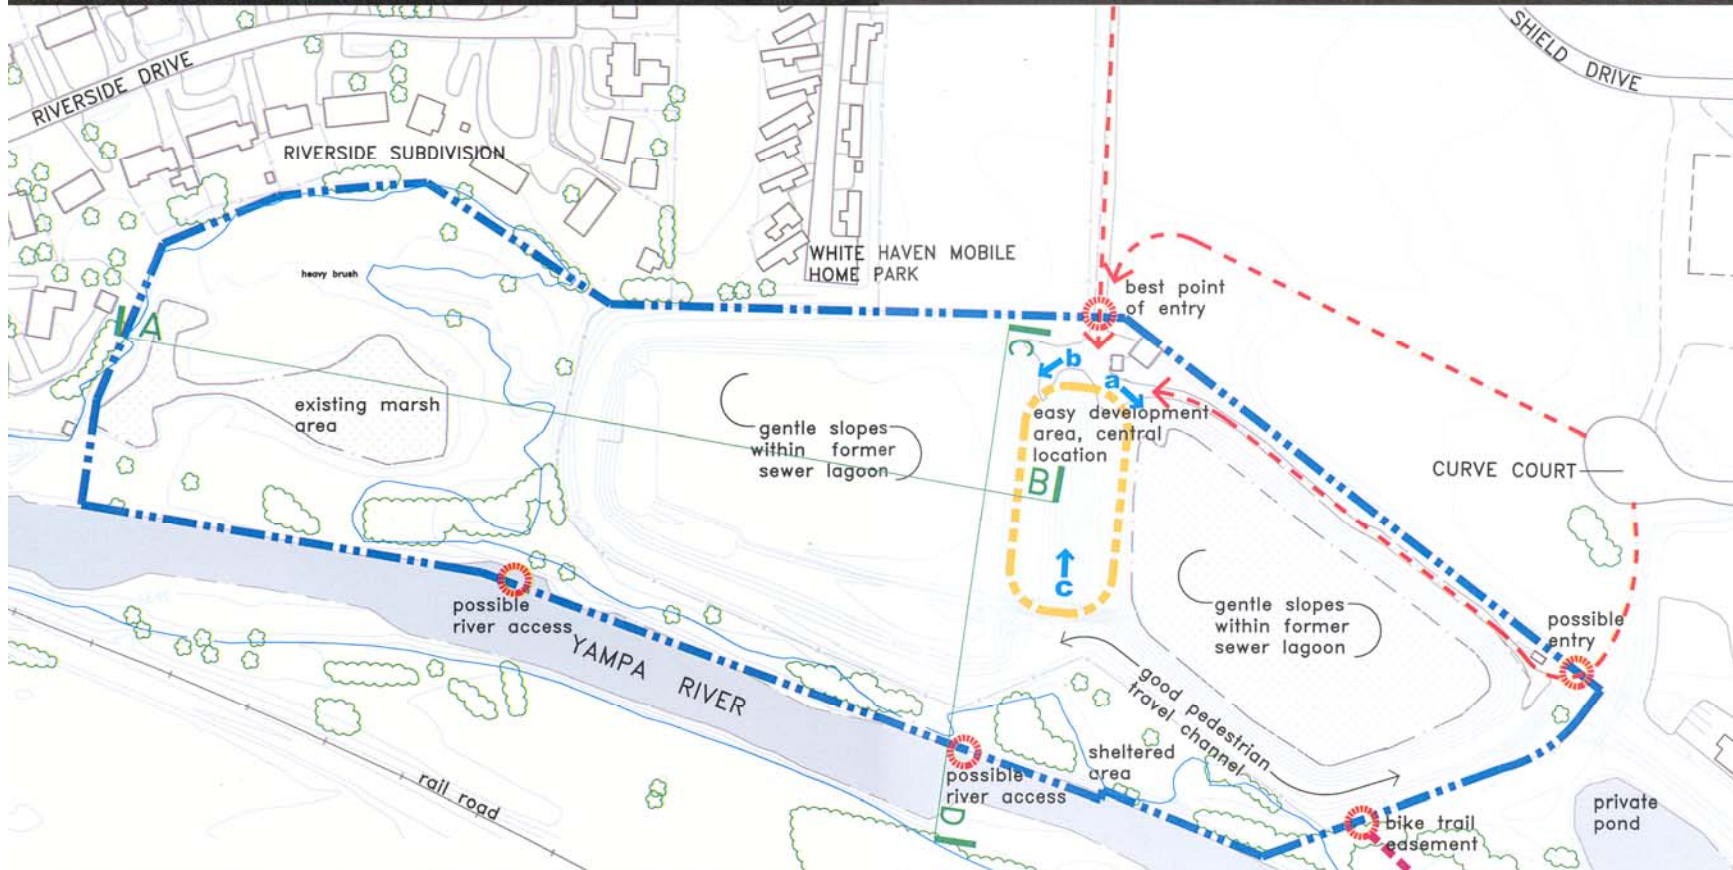 SHIELD DRIVE
RIVERSIDE DRIVE
RIVERSIDE SUBDIVISION
WHITE HAVEN MOBILE
HOME PARK
heavy brush
best point
of entry
A
C
b
a
existing marsh
area
easy development
area, central
location
gentle slopes
within former
sewer lagoon
CURVE COURT
B
c
possible
river access
gentle slopes
within former
sewer lagoon
possible
entry
YAMPA RIVER
good pedestrian
travel channel
sheltered
area
possible
river access
rail road
D
private
pond
bike trail
easement